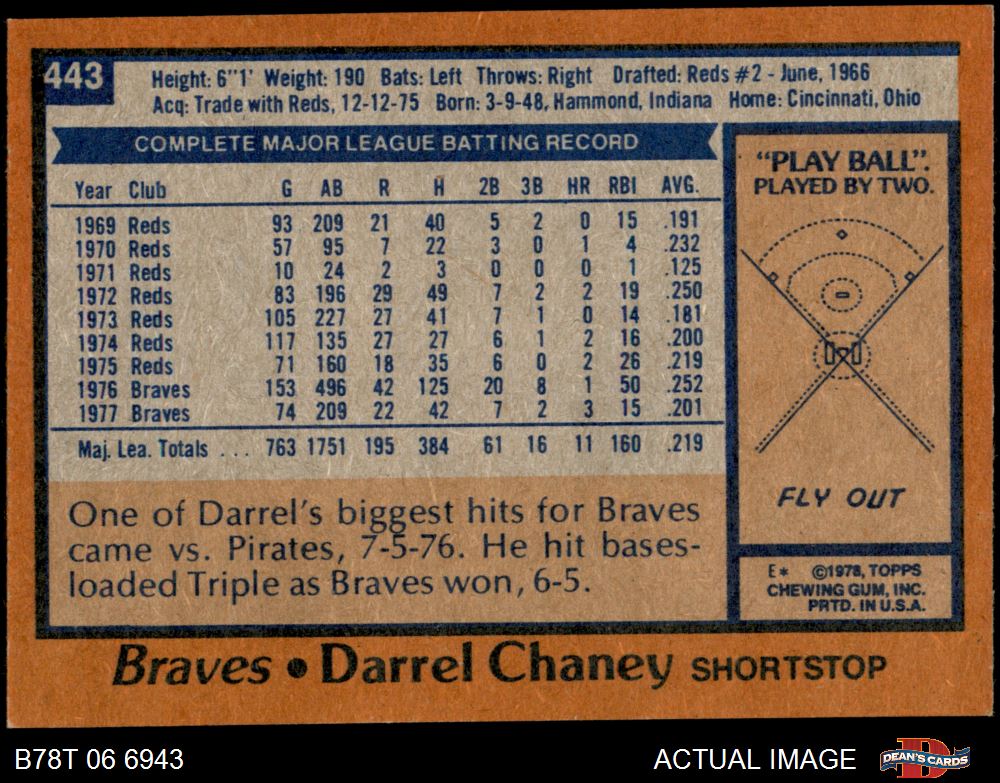 443
Height: 6"1' Weight: 190 Bats: Left Throws: Right Drafted: Reds #2 - June, 1966
Acq: Trade with Reds, 12-12-75 Born: 3-9-48, Hammond, Indiana Home: Cincinnati, Ohio
COMPLETE MAJOR LEAGUE BATTING RECORD
Year Club G AB R H 2B 3B HR RBI AVG.
1969 Reds 93 209 21 40 5 2 0 15 .191
1970 Reds 57 95 7 22 3 0 1 4 .232
1971 Reds 10 24 2 3 0 0 0 1 .125
1972 Reds 83 196 29 49 7 2 2 19 .250
1973 Reds 105 227 27 41 7 1 0 14 .181
1974 Reds 117 135 27 27 6 1 2 16 .200
1975 Reds 71 160 18 35 6 0 2 26 .219
1976 Braves 153 496 42 125 20 8 1 50 .252
1977 Braves 74 209 22 42 7 2 3 15 .201
Maj. Lea. Totals ... 763 1751 195 384 61 16 11 160 .219
One of Darrel's biggest hits for Braves
came vs. Pirates, 7-5-76. He hit bases-
loaded Triple as Braves won, 6-5.
"PLAY BALL".
PLAYED BY TWO.
FLY OUT
E* ©1978, TOPPS
CHEWING GUM, INC.
PRTD. IN U.S.A.
Braves • Darrel Chaney SHORTSTOP
B78T 06 6943
ACTUAL IMAGE
DEAN'S CARDS